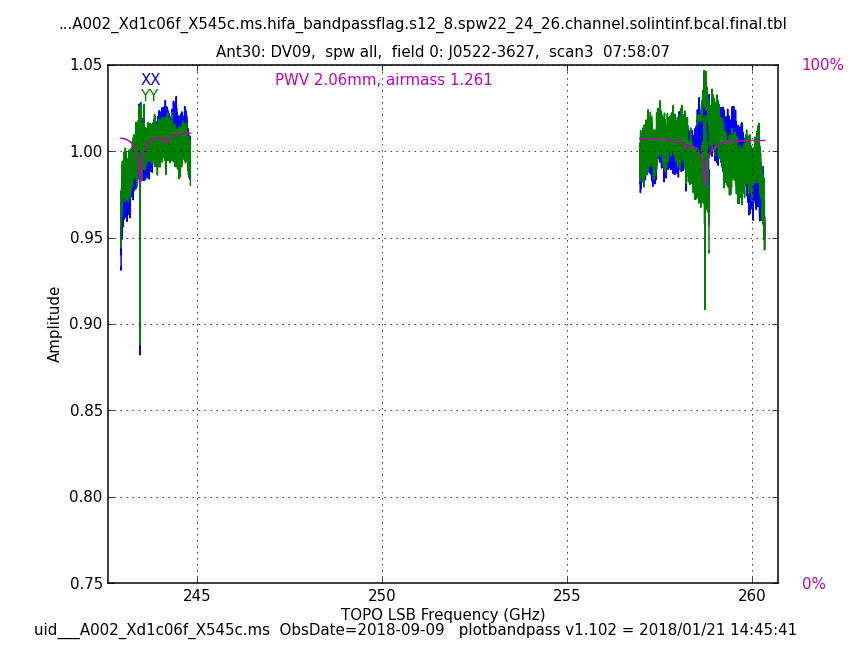 ...A002_Xd1c06f_X545c.ms.hifa_bandpassflag.s12_8.spw22_24_26.channel.solintinf.bcal.final.tbl
Ant30: DV09,  spw all,  field 0: J0522-3627,  scan3  07:58:07
1.05
100%
XX
PWV 2.06mm, airmass 1.261
YY
1.00
0.95
0.90
Amplitude
0.85
0.80
0.75
0%
245
250
255
260
TOPO LSB Frequency (GHz)
uid___A002_Xd1c06f_X545c.ms  ObsDate=2018-09-09   plotbandpass v1.102 = 2018/01/21 14:45:41